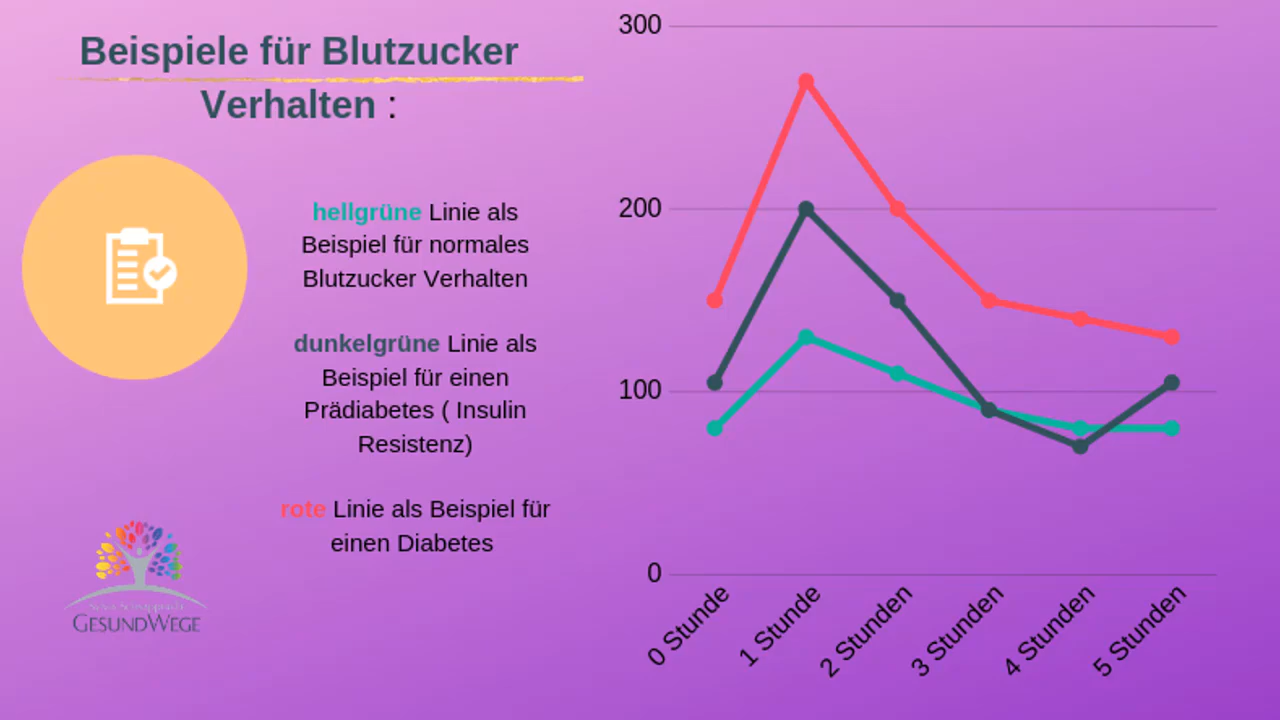 Beispiele für Blutzucker
Verhalten :
hellgrüne Linie als
Beispiel für normales
Blutzucker Verhalten
dunkelgrüne Linie als
Beispiel für einen
Prädiabetes ( Insulin
Resistenz)
rote Linie als Beispiel für
einen Diabetes
GESUNDWEGE
300
200
100
0
0 Stunde
1 Stunde
2 Stunden
3 Stunden
4 Stunden
5 Stunden